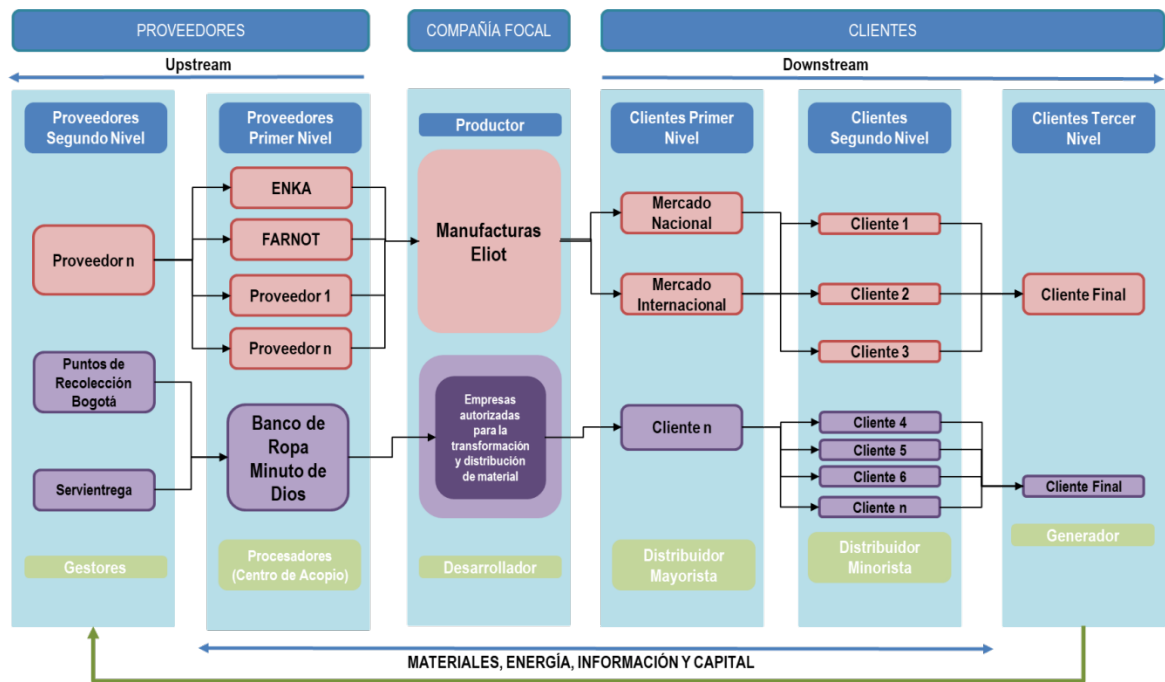 PROVEEDORES
COMPAÑÍA FOCAL
CLIENTES
Upstream
Downstream
Proveedores
Segundo Nivel
Proveedores
Primer Nivel
Productor
Clientes Primer
Nivel
Clientes
Segundo Nivel
Clientes Tercer
Nivel
Proveedor n
ENKA
FARNOT
Proveedor 1
Proveedor n
Manufacturas
Eliot
Mercado
Nacional
Mercado
Internacional
Cliente 1
Cliente 2
Cliente 3
Cliente Final
Puntos de
Recolección
Bogotá
Servientrega
Banco de
Ropa
Minuto de
Dios
Empresas
autorizadas
para la
transformación
y distribución
de material
Cliente n
Cliente 4
Cliente 5
Cliente 6
Cliente n
Cliente Final
Gestores
Procesadores
(Centro de Acopio)
Desarrollador
Distribuidor
Mayorista
Distribuidor
Minorista
Generador
MATERIALES, ENERGÍA, INFORMACIÓN Y CAPITAL